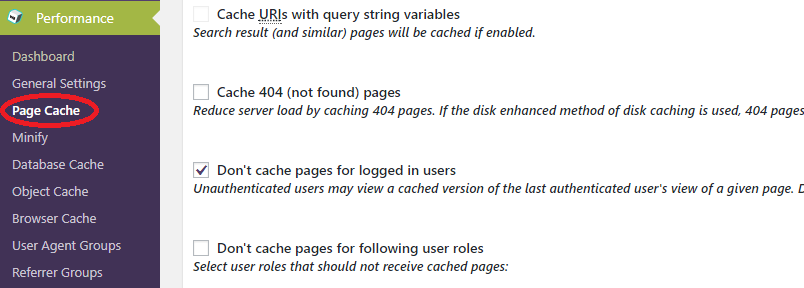 Performance
Dashboard
General Settings
Page Cache
Minify
Database Cache
Object Cache
Browser Cache
User Agent Groups
Referrer Groups
Cache URIs with query string variables
Search result (and similar) pages will be cached if enabled.
Cache 404 (not found) pages
Reduce server load by caching 404 pages. If the disk enhanced method of disk caching is used, 404 pages
Don't cache pages for logged in users
Unauthenticated users may view a cached version of the last authenticated user's view of a given page. D
Don't cache pages for following user roles
Select user roles that should not receive cached pages: